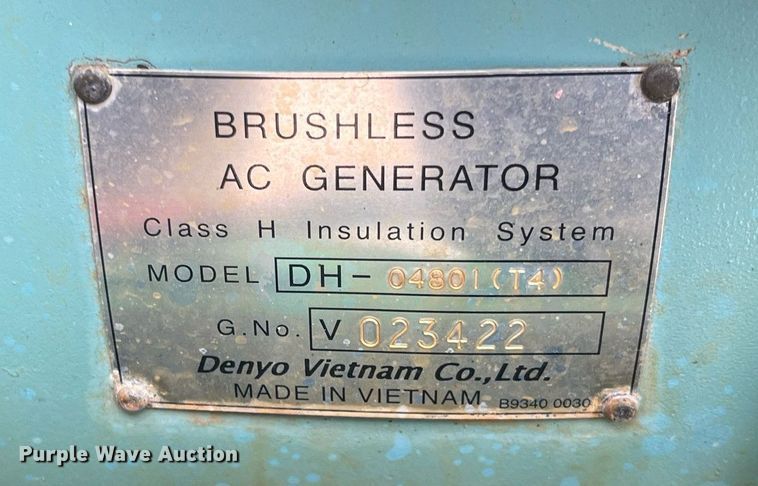 BRUSHLESS
AC GENERATOR
Class H Insulation System
MODEL DH- 04801(T4)
G.No. V 023422
Denyo Vietnam Co.,Ltd.
MADE IN VIETNAM B9340 0030
Purple Wave Auction